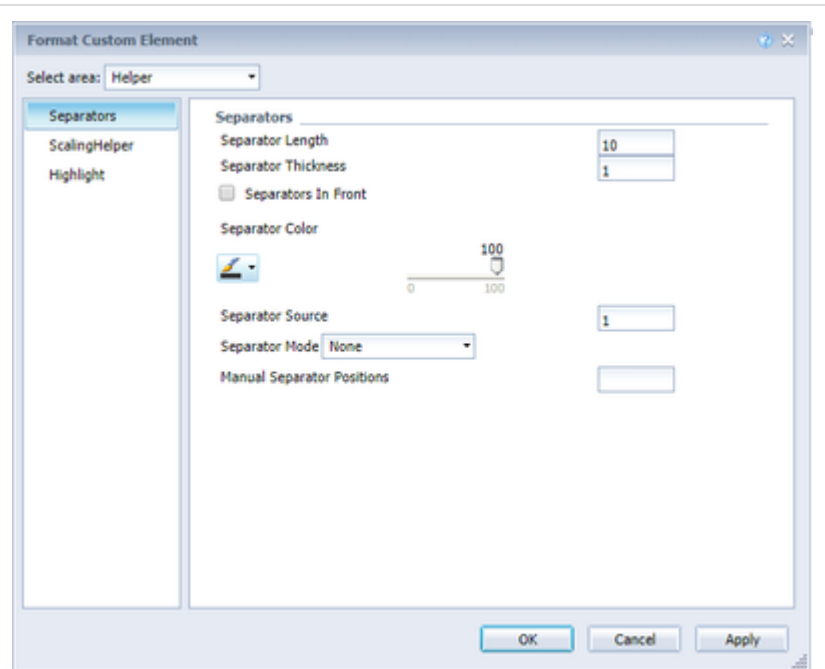 Format Custom Element
Select area: Helper
Separators
ScalingHelper
Highlight
Separators
Separator Length 10
Separator Thickness 1
Separators In Front
Separator Color
100
0 100
Separator Source 1
Separator Mode None
Manual Separator Positions
OK Cancel Apply